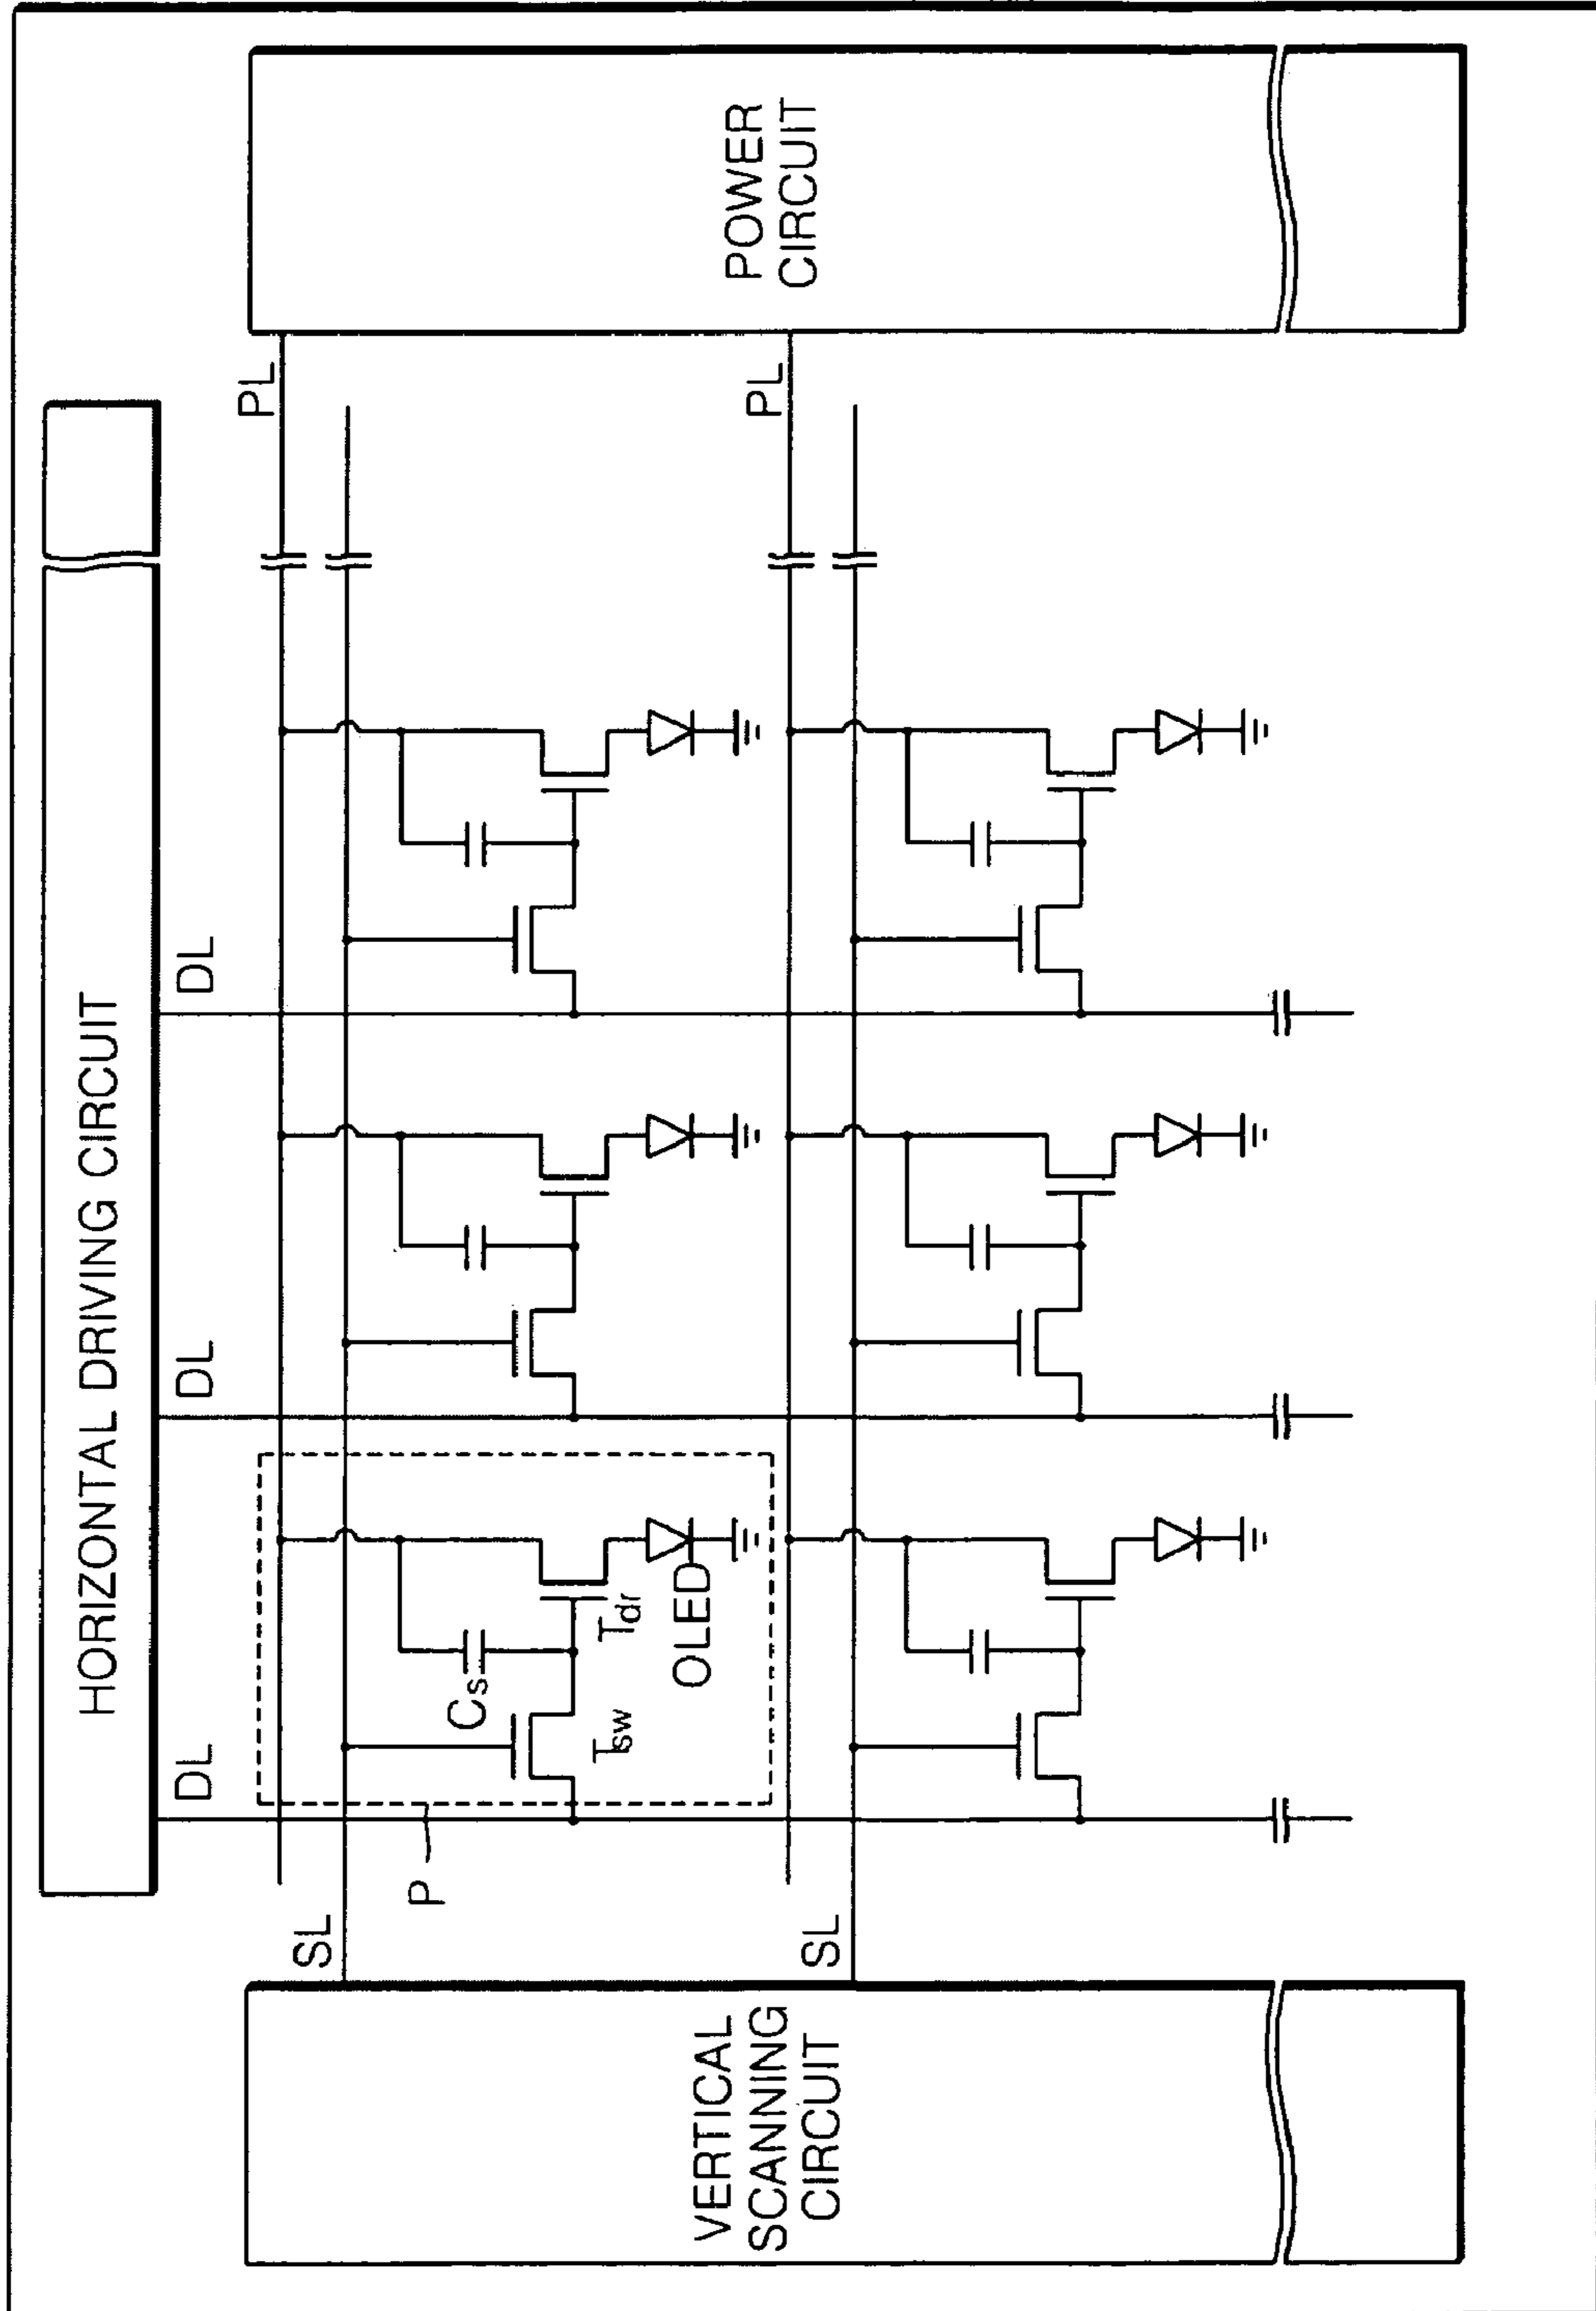 HORIZONTAL DRIVING CIRCUIT
DL
DL
DL
PL
SL
P
Cs
Tsw
Tdr
OLED
PL
SL
VERTICAL
SCANNING
CIRCUIT
POWER
CIRCUIT